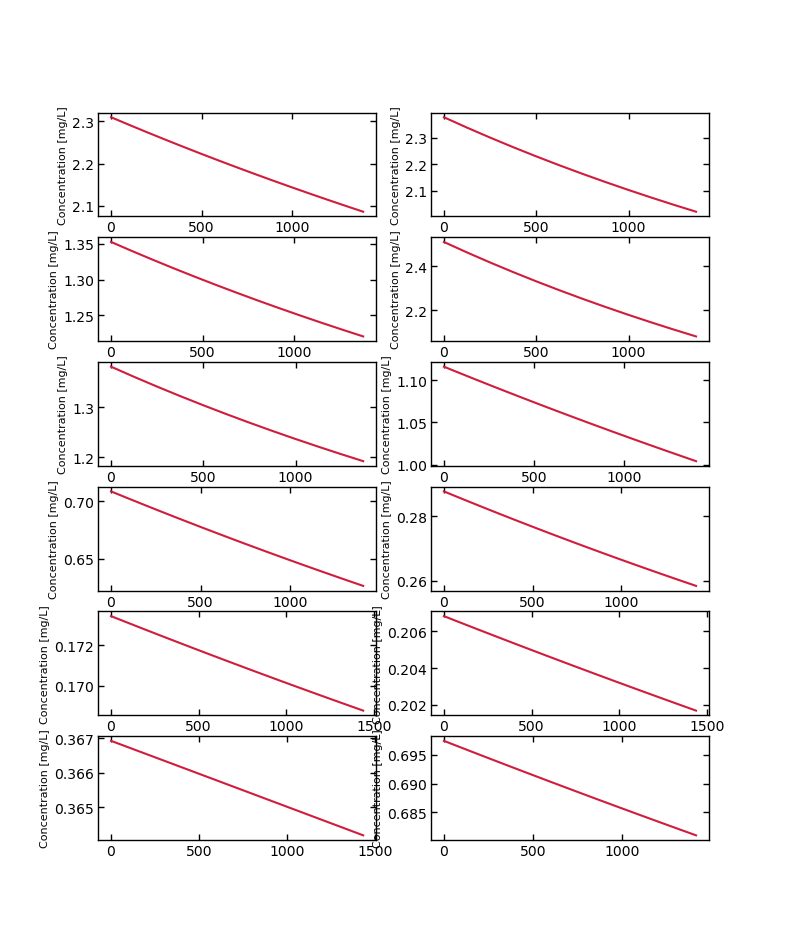 Concentration [mg/L]
2.3
2.2
2.1
0 500 1000
Concentration [mg/L]
2.3
2.2
2.1
0 500 1000
Concentration [mg/L]
1.35
1.30
1.25
0 500 1000
Concentration [mg/L]
2.4
2.2
0 500 1000
Concentration [mg/L]
1.3
1.2
0 500 1000
Concentration [mg/L]
1.10
1.05
1.00
0 500 1000
Concentration [mg/L]
0.70
0.65
0 500 1000
Concentration [mg/L]
0.28
0.26
0 500 1000
Concentration [mg/L]
0.172
0.170
0 500 1000 1500
Concentration [mg/L]
0.206
0.204
0.202
0 500 1000 1500
Concentration [mg/L]
0.367
0.366
0.365
0 500 1000 1500
Concentration [mg/L]
0.695
0.690
0.685
0 500 1000